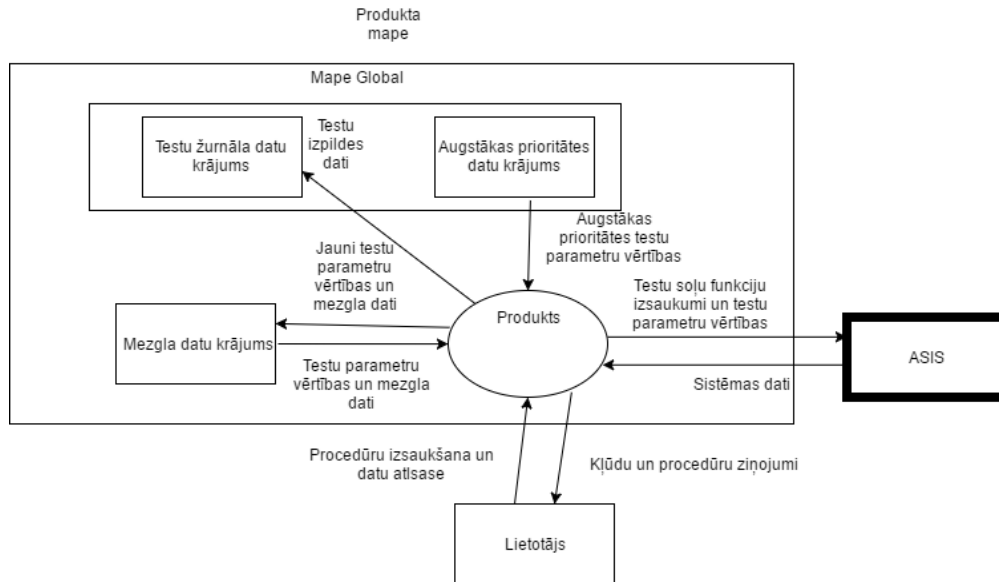 Produkta
mape
Mape Global
Testu žurnāla datu
krājums
Testu
izpildes
dati
Augstākas prioritātes
datu krājums
Augstākas
prioritātes testu
parametru vērtības
Jauni testu
parametru
vērtības un
mezgla dati
Testu soļu funkciju
izsaukumi un testu
parametru vērtības
Produkts
Mezgla datu krājums
ASIS
Testu parametru
vērtības un mezgla
dati
Sistēmas dati
Procedūru izsaukšana un
datu atlsase
Kļūdu un procedūru ziņojumi
Lietotājs